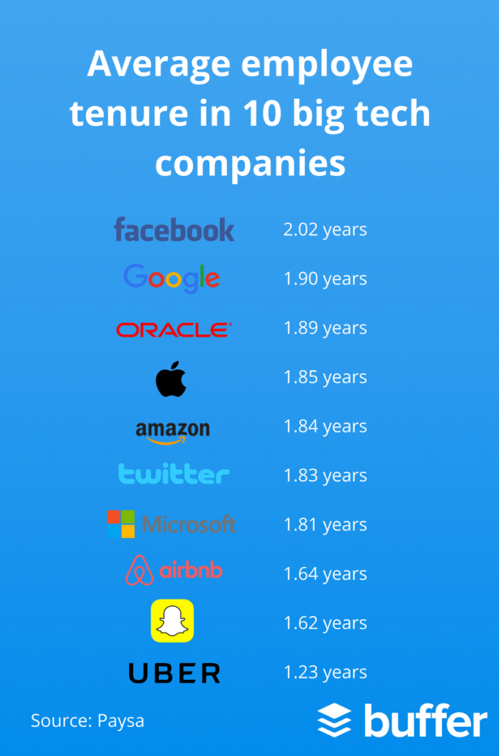 Average employee
tenure in 10 big tech
companies
facebook 2.02 years
Google 1.90 years
ORACLE® 1.89 years
1.85 years
amazon 1.84 years
twitter 1.83 years
Microsoft 1.81 years
airbnb 1.64 years
1.62 years
UBER 1.23 years
Source: Paysa
buffer